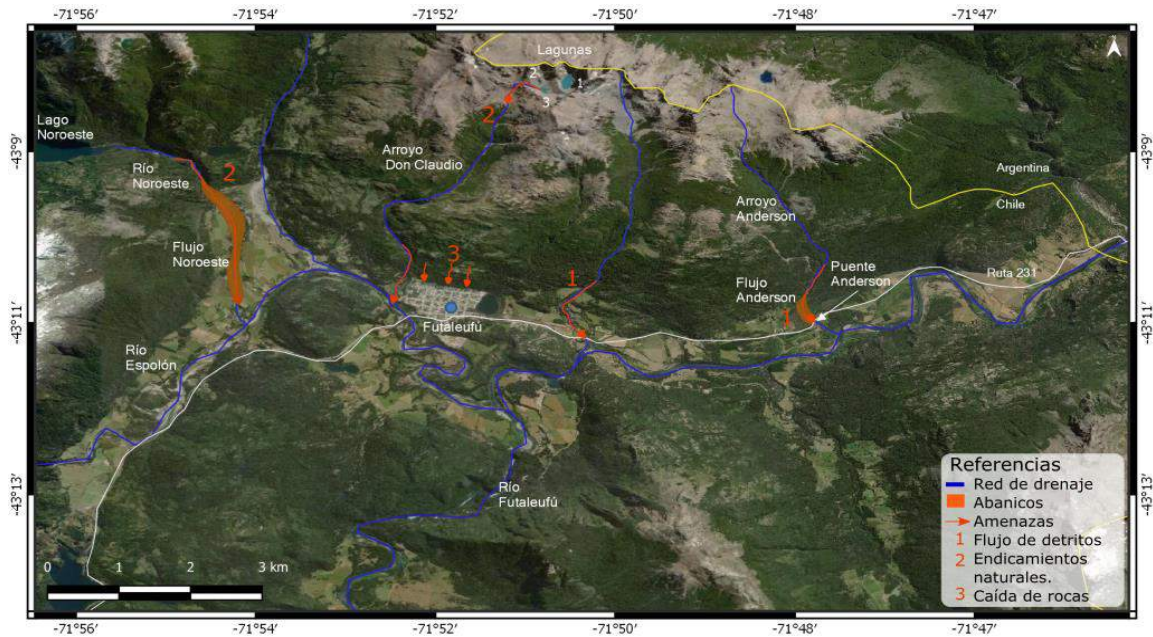 -71°56′
-71°54′
-71°52′
-71°50′
-71°48′
-71°47′
Lagunas
2
1
3
2
Lago
Noroeste
-43°9′
-43°9′
Río
Noroeste
2
Arroyo
Don Claudio
Argentina
Chile
Arroyo
Anderson
Flujo
Noroeste
3
1
Puente
Anderson
Ruta 231
Flujo
Anderson
1
-43°11′
-43°11′
Futaleufú
Río
Espolón
Río
Futaleufú
-43°13′
-43°13′
Referencias
Red de drenaje
Abanicos
Amenazas
1 Flujo de detritos
2 Endicamientos
naturales.
3 Caída de rocas
0 1 2 3 km
-71°56′
-71°54′
-71°52′
-71°50′
-71°48′
-71°47′